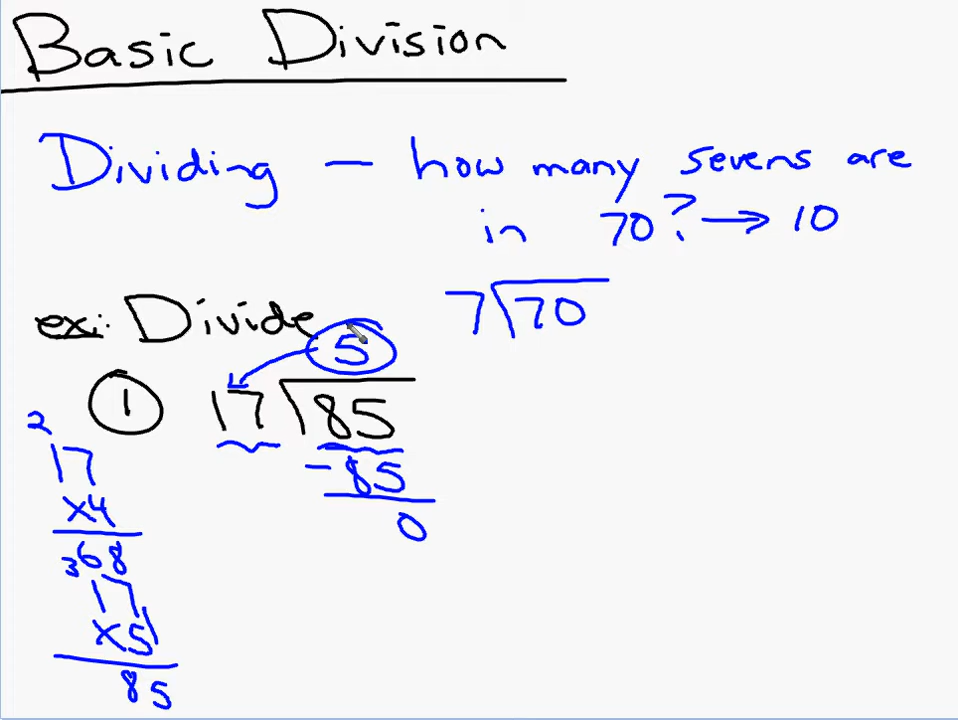 Basic Division
Dividing — how many sevens are
in 70? → 10
7⟌70
ex: Divide
5
① 17⟌85
-85
0
2
17
x4
68
3
17
x5
85